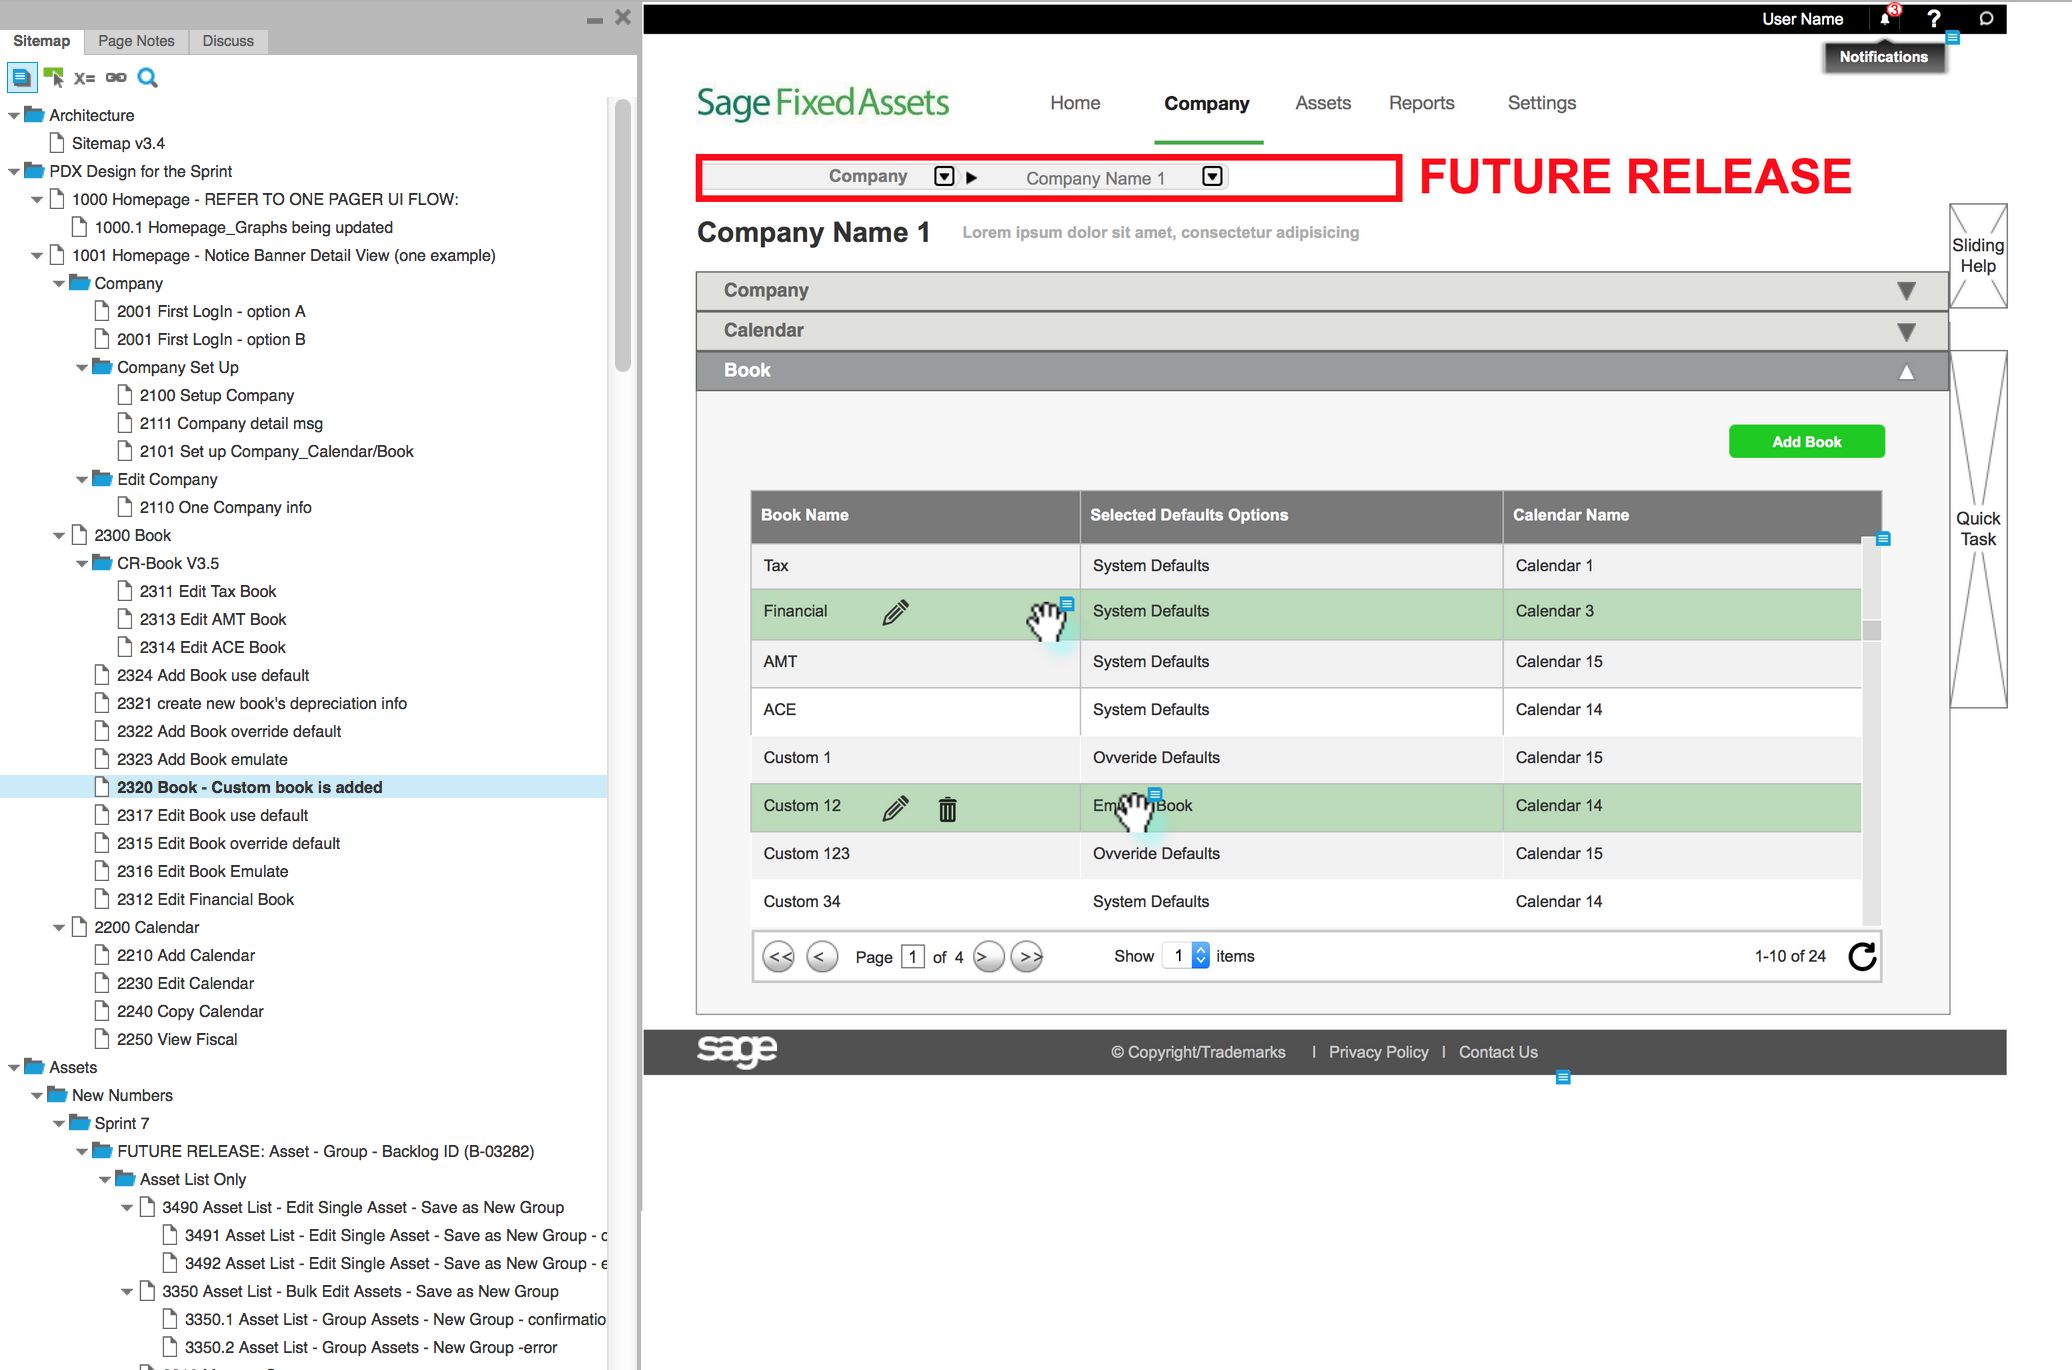 Sitemap
Page Notes
Discuss
X=
Architecture
Sitemap v3.4
PDX Design for the Sprint
1000 Homepage - REFER TO ONE PAGER UI FLOW:
1000.1 Homepage_Graphs being updated
1001 Homepage - Notice Banner Detail View (one example)
Company
2001 First LogIn - option A
2001 First LogIn - option B
Company Set Up
2100 Setup Company
2111 Company detail msg
2101 Set up Company_Calendar/Book
Edit Company
2110 One Company info
2300 Book
CR-Book V3.5
2311 Edit Tax Book
2313 Edit AMT Book
2314 Edit ACE Book
2324 Add Book use default
2321 create new book's depreciation info
2322 Add Book override default
2323 Add Book emulate
2320 Book - Custom book is added
2317 Edit Book use default
2315 Edit Book override default
2316 Edit Book Emulate
2312 Edit Financial Book
2200 Calendar
2210 Add Calendar
2230 Edit Calendar
2240 Copy Calendar
2250 View Fiscal
Assets
New Numbers
Sprint 7
FUTURE RELEASE: Asset - Group - Backlog ID (B-03282)
Asset List Only
3490 Asset List - Edit Single Asset - Save as New Group
3491 Asset List - Edit Single Asset - Save as New Group - c
3492 Asset List - Edit Single Asset - Save as New Group - e
3350 Asset List - Bulk Edit Assets - Save as New Group
3350.1 Asset List - Group Assets - New Group - confirmatio
3350.2 Asset List - Group Assets - New Group -error
User Name
3
?
Notifications
Sage Fixed Assets
Home
Company
Assets
Reports
Settings
Company
Company Name 1
FUTURE RELEASE
Company Name 1
Lorem ipsum dolor sit amet, consectetur adipisicing
Sliding
Help
Company
Calendar
Book
Add Book
Quick
Task
Book Name Selected Defaults Options Calendar Name
Tax System Defaults Calendar 1
Financial System Defaults Calendar 3
AMT System Defaults Calendar 15
ACE System Defaults Calendar 14
Custom 1 Ovveride Defaults Calendar 15
Custom 12 Book Calendar 14
Custom 123 Ovveride Defaults Calendar 15
Custom 34 System Defaults Calendar 14
<< < Page 1 of 4 > >> Show 1 items 1-10 of 24
sage
© Copyright/Trademarks | Privacy Policy | Contact Us